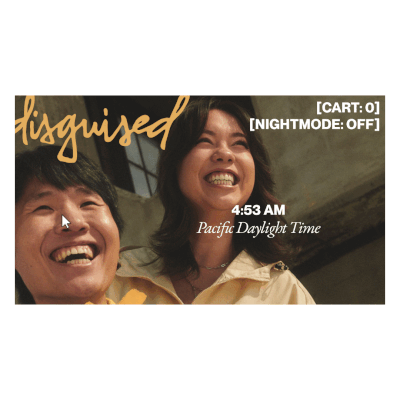 disguised
[CART: 0]
[NIGHTMODE: OFF]
4:53 AM
Pacific Daylight Time